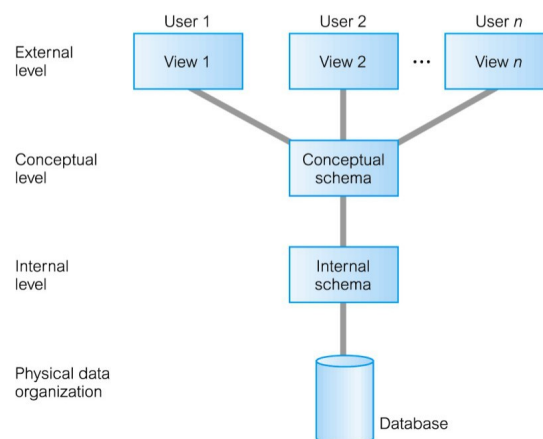 User 1 User 2 User n
External
level
View 1 View 2 ... View n
Conceptual
level
Conceptual
schema
Internal
level
Internal
schema
Physical data
organization
Database